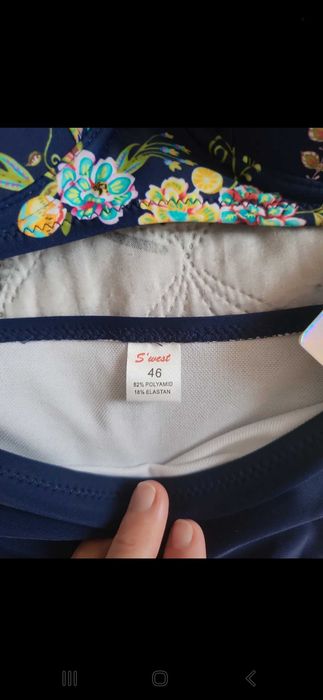 S'west
46
82% POLYAMID
18% ELASTAN